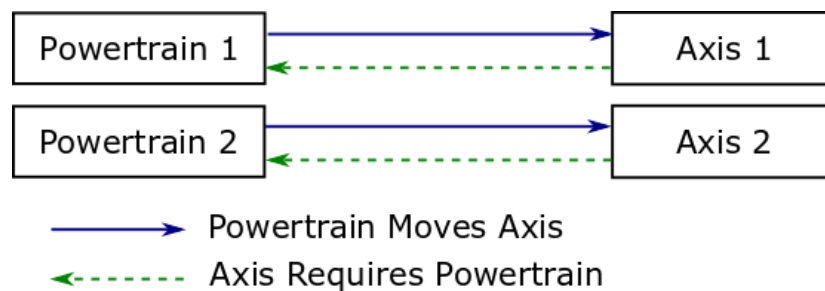 Powertrain 1
Axis 1
Powertrain 2
Axis 2
Powertrain Moves Axis
Axis Requires Powertrain